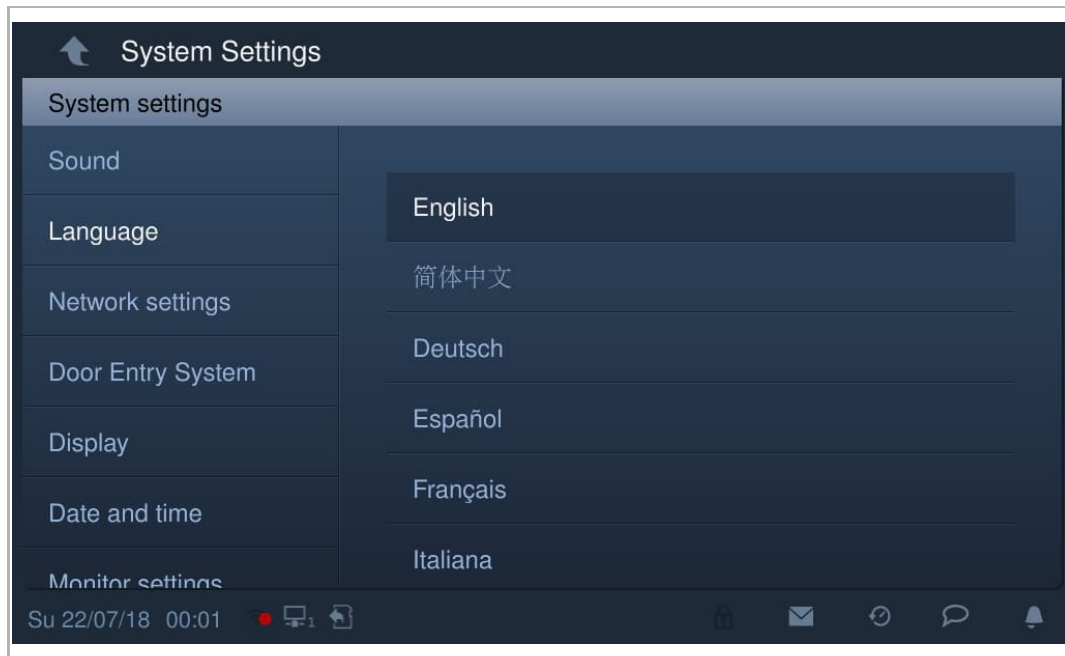 System Settings
System settings
Sound
Language
Network settings
Door Entry System
Display
Date and time
Monitor settings
English
简体中文
Deutsch
Español
Français
Italiana
Su 22/07/18 00:01
1